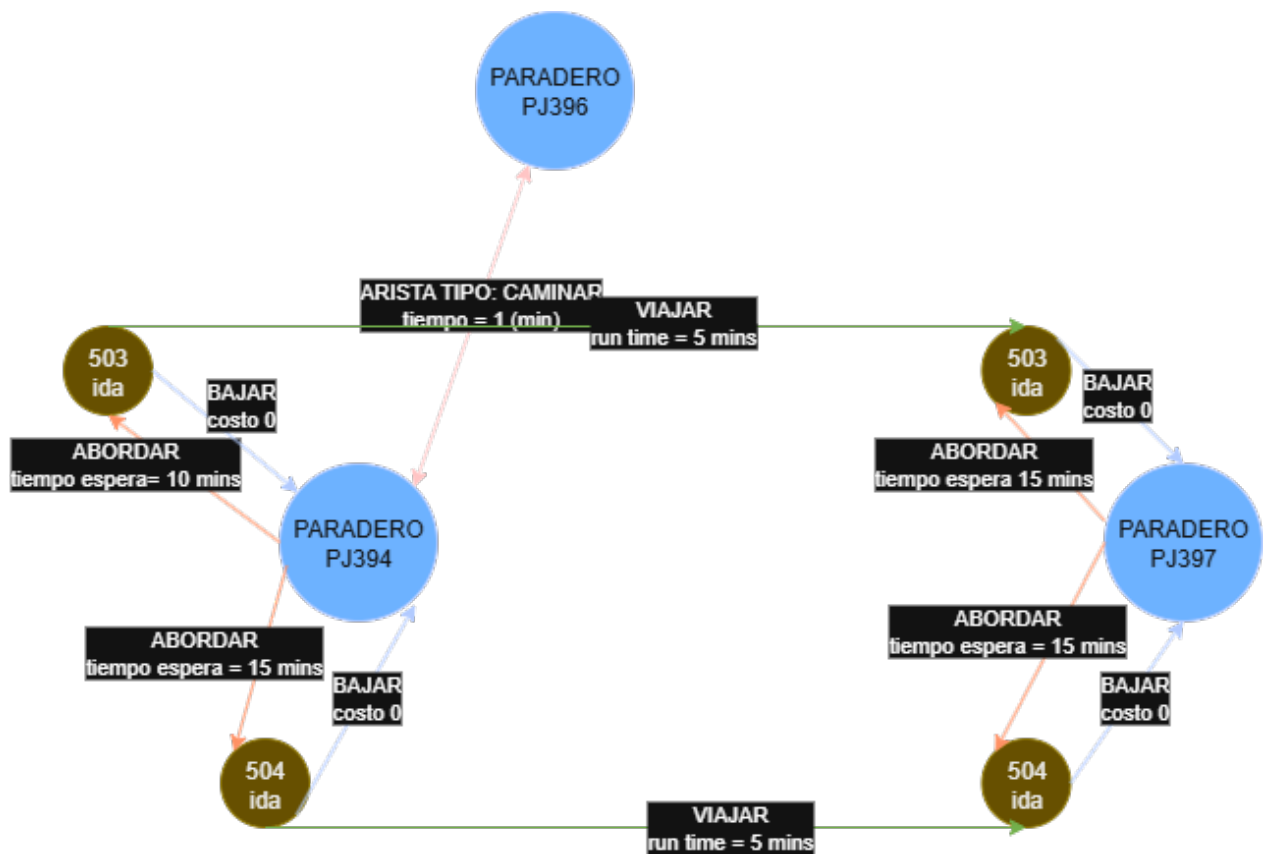 PARADERO
PJ396
ARISTA TIPO: CAMINAR
tiempo = 1 (min)
VIAJAR
run time = 5 mins
503
ida
BAJAR
costo 0
503
ida
BAJAR
costo 0
ABORDAR
tiempo espera= 10 mins
ABORDAR
tiempo espera 15 mins
PARADERO
PJ394
PARADERO
PJ397
ABORDAR
tiempo espera = 15 mins
BAJAR
costo 0
ABORDAR
tiempo espera = 15 mins
BAJAR
costo 0
504
ida
504
ida
VIAJAR
run time = 5 mins